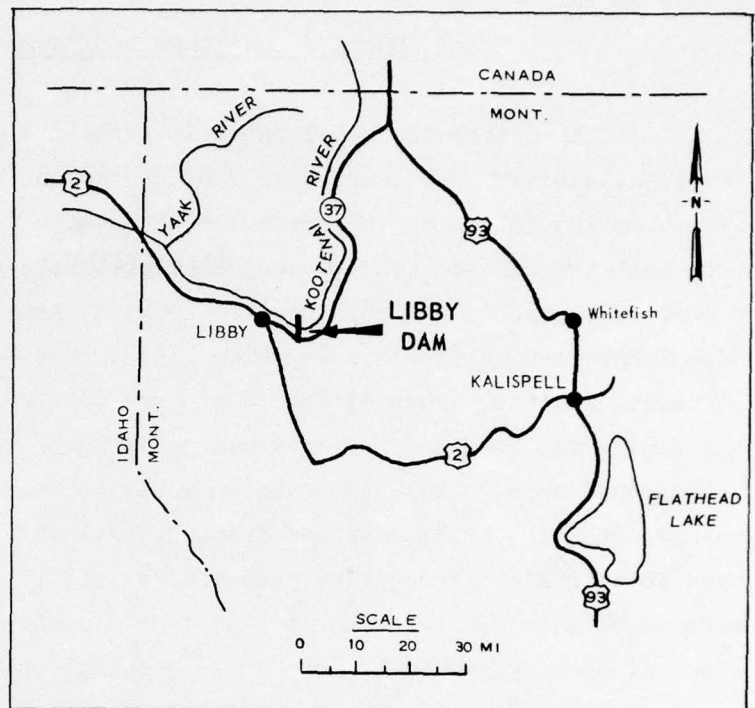 CANADA
MONT.
YAAK RIVER
KOOTENAI RIVER
2
37
93
N
LIBBY
LIBBY
DAM
Whitefish
KALISPELL
2
IDAHO
MONT.
FLATHEAD
LAKE
93
SCALE
0 10 20 30 MI